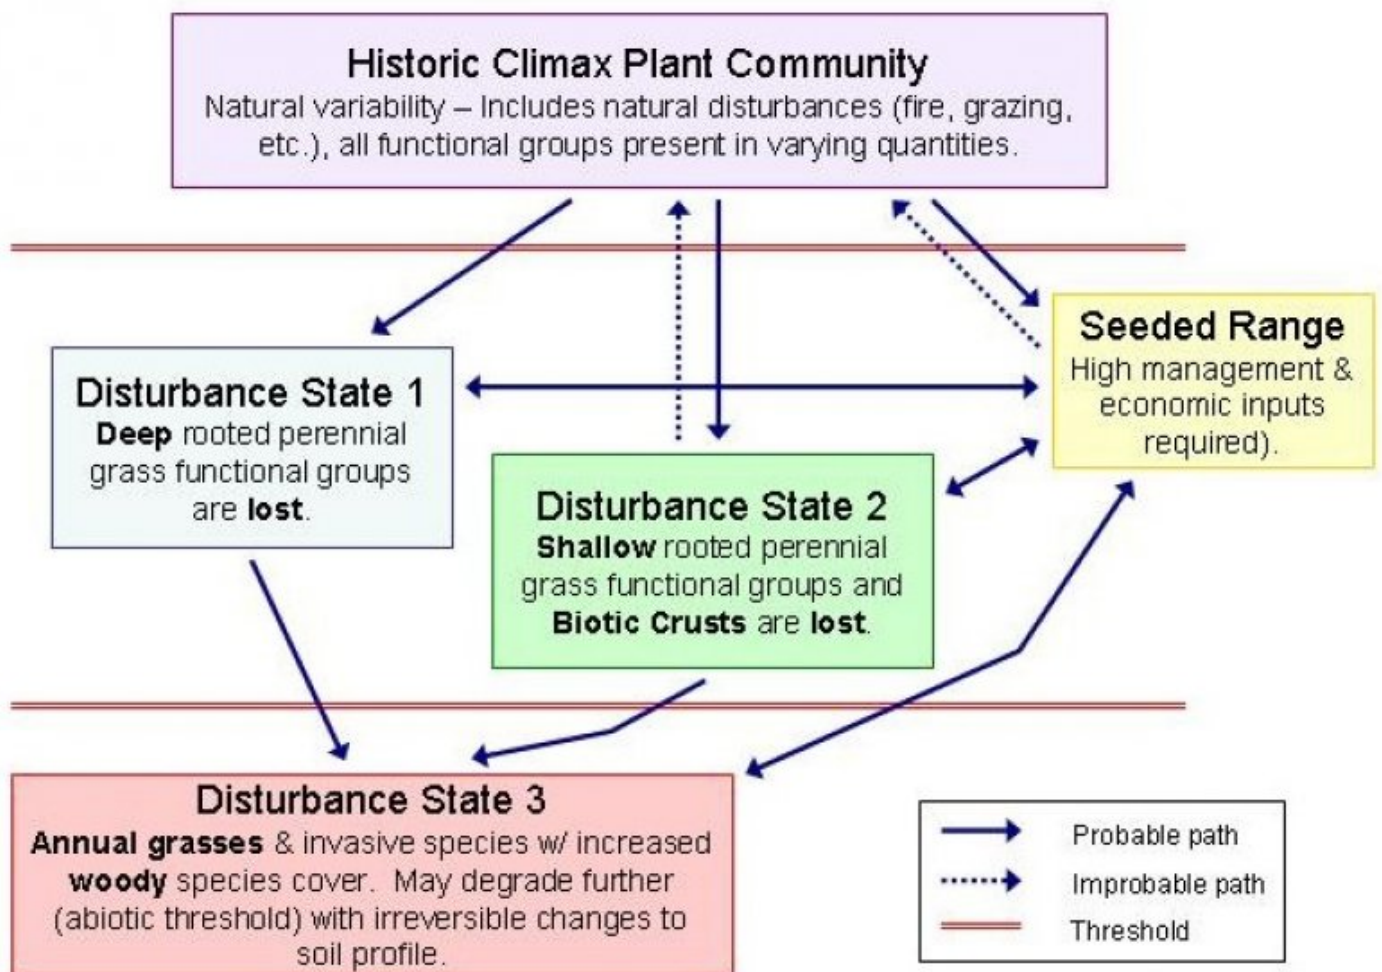 Historic Climax Plant Community
Natural variability – Includes natural disturbances (fire, grazing,
etc.), all functional groups present in varying quantities.
Seeded Range
High management &
economic inputs
required).
Disturbance State 1
Deep rooted perennial
grass functional groups
are lost.
Disturbance State 2
Shallow rooted perennial
grass functional groups and
Biotic Crusts are lost.
Disturbance State 3
Annual grasses & invasive species w/ increased
woody species cover. May degrade further
(abiotic threshold) with irreversible changes to
soil profile.
Probable path
Improbable path
Threshold